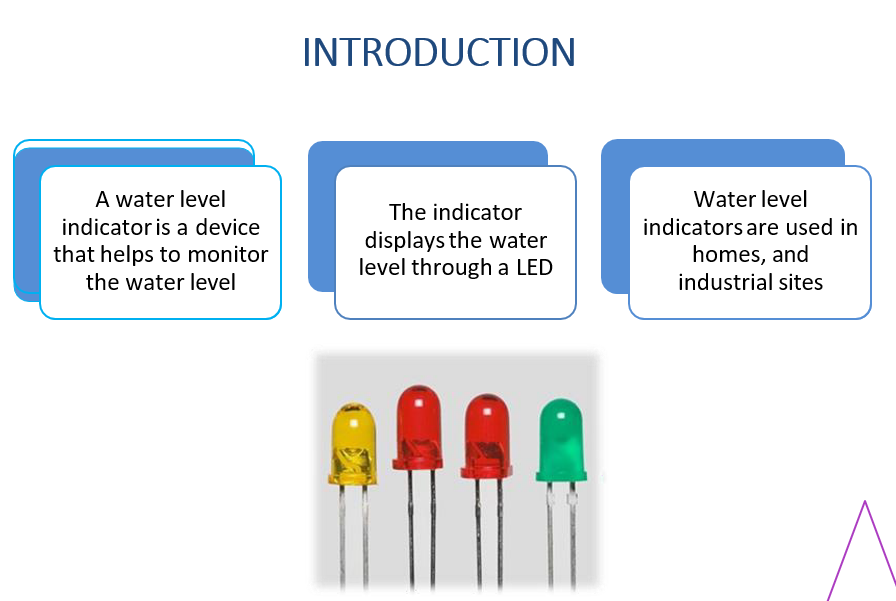 INTRODUCTION
A water level
indicator is a device
that helps to monitor
the water level
The indicator
displays the water
level through a LED
Water level
indicators are used in
homes, and
industrial sites